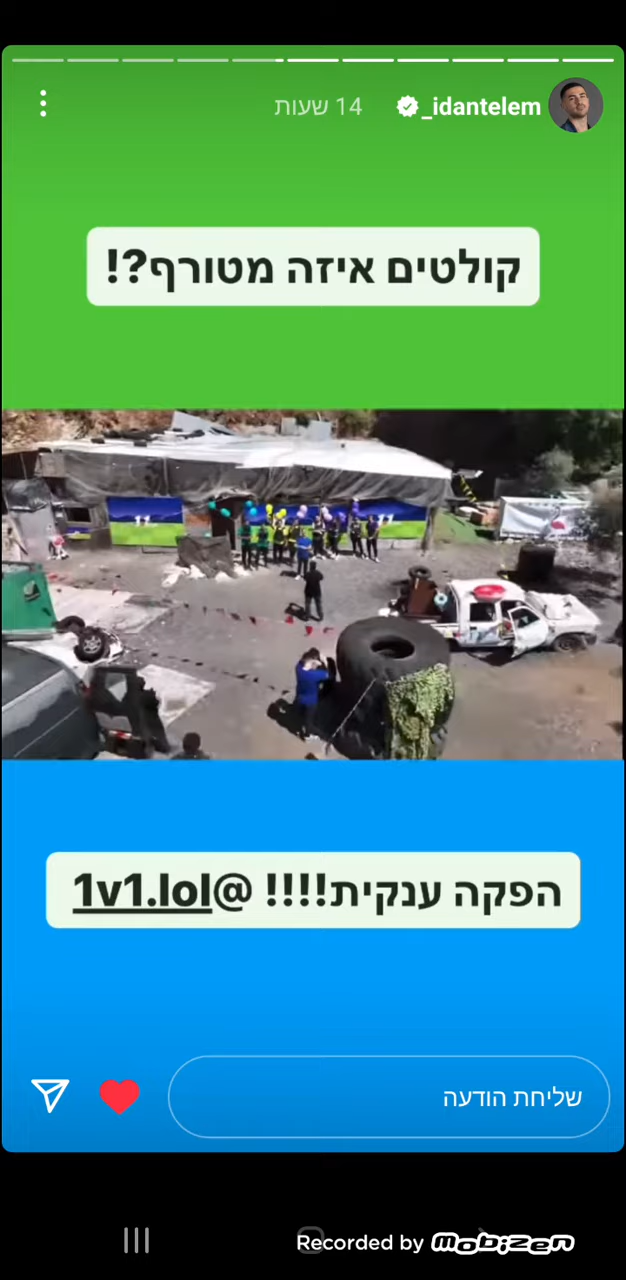 _idantelem 14 שעות
קולטים איזה מטורף?!
הפקה ענקית!!!! @1v1.lol
שליחת הודעה
Recorded by mobizen